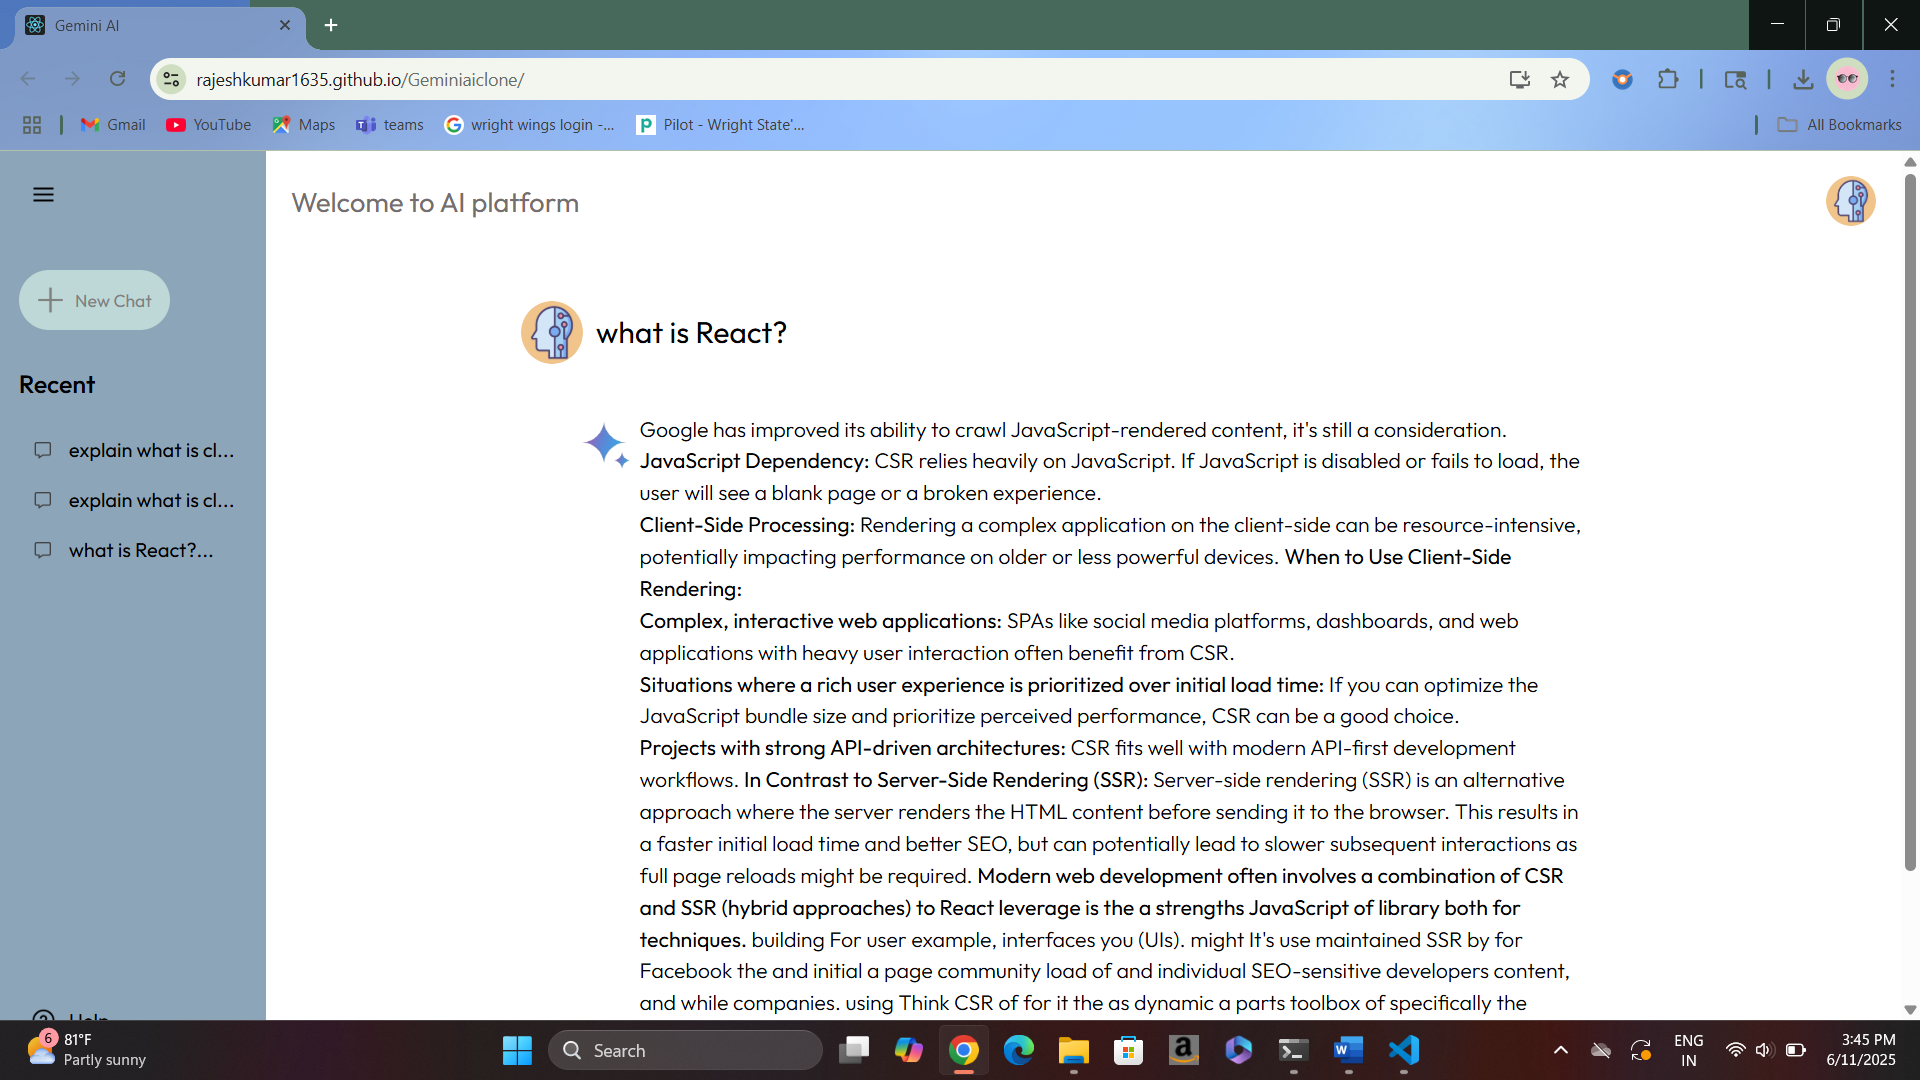 Gemini AI
rajeshkumar1635.github.io/Geminiaiclone/
Gmail YouTube Maps teams wright wings login -... Pilot - Wright State'... All Bookmarks
Welcome to AI platform
New Chat
Recent
explain what is cl...
explain what is cl...
what is React?...
Help
what is React?
Google has improved its ability to crawl JavaScript-rendered content, it's still a consideration.
JavaScript Dependency: CSR relies heavily on JavaScript. If JavaScript is disabled or fails to load, the
user will see a blank page or a broken experience.
Client-Side Processing: Rendering a complex application on the client-side can be resource-intensive,
potentially impacting performance on older or less powerful devices. When to Use Client-Side
Rendering:
Complex, interactive web applications: SPAs like social media platforms, dashboards, and web
applications with heavy user interaction often benefit from CSR.
Situations where a rich user experience is prioritized over initial load time: If you can optimize the
JavaScript bundle size and prioritize perceived performance, CSR can be a good choice.
Projects with strong API-driven architectures: CSR fits well with modern API-first development
workflows. In Contrast to Server-Side Rendering (SSR): Server-side rendering (SSR) is an alternative
approach where the server renders the HTML content before sending it to the browser. This results in
a faster initial load time and better SEO, but can potentially lead to slower subsequent interactions as
full page reloads might be required. Modern web development often involves a combination of CSR
and SSR (hybrid approaches) to React leverage is the a strengths JavaScript of library both for
techniques. building For user example, interfaces you (UIs). might It's use maintained SSR by for
Facebook the and initial a page community load of and individual SEO-sensitive developers content,
and while companies. using Think CSR of for it the as dynamic a parts toolbox of specifically the
6
81°F
Partly sunny
Search
ENG
IN
3:45 PM
6/11/2025